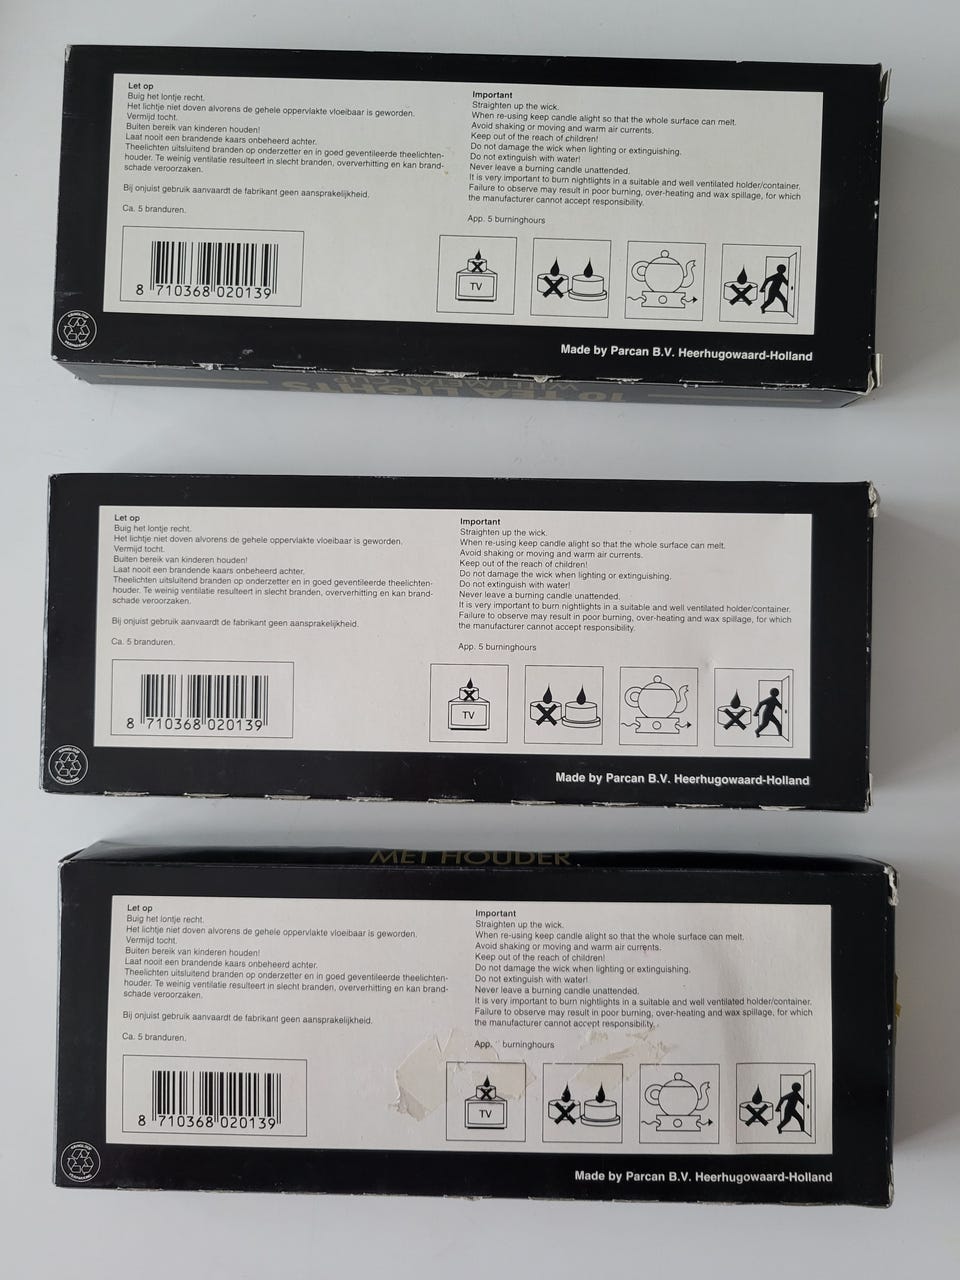 Let op
Buig het lontje recht.
Het lichtje niet doven alvorens de gehele oppervlakte vloeibaar is geworden.
Vermijd tocht.
Buiten bereik van kinderen houden!
Laat nooit een brandende kaars onbeheerd achter.
Theelichten uitsluitend branden op onderzetter en in goed geventileerde theelichten-
houder. Te weinig ventilatie resulteert in slecht branden, oververhitting en kan brand-
schade veroorzaken.
Bij onjuist gebruik aanvaardt de fabrikant geen aansprakelijkheid.
Ca. 5 branduren.
8 710368 020139
Important
Straighten up the wick.
When re-using keep candle alight so that the whole surface can melt.
Avoid shaking or moving and warm air currents.
Keep out of the reach of children!
Do not damage the wick when lighting or extinguishing.
Do not extinguish with water!
Never leave a burning candle unattended.
It is very important to burn nightlights in a suitable and well ventilated holder/container.
Failure to observe may result in poor burning, over-heating and wax spillage, for which
the manufacturer cannot accept responsibility.
App. 5 burninghours
TV
Made by Parcan B.V. Heerhugowaard-Holland
10 TEA LIGHTS
WITH METAL CUP
Let op
Buig het lontje recht.
Het lichtje niet doven alvorens de gehele oppervlakte vloeibaar is geworden.
Vermijd tocht.
Buiten bereik van kinderen houden!
Laat nooit een brandende kaars onbeheerd achter.
Theelichten uitsluitend branden op onderzetter en in goed geventileerde theelichten-
houder. Te weinig ventilatie resulteert in slecht branden, oververhitting en kan brand-
schade veroorzaken.
Bij onjuist gebruik aanvaardt de fabrikant geen aansprakelijkheid.
Ca. 5 branduren.
8 710368 020139
Important
Straighten up the wick.
When re-using keep candle alight so that the whole surface can melt.
Avoid shaking or moving and warm air currents.
Keep out of the reach of children!
Do not damage the wick when lighting or extinguishing.
Do not extinguish with water!
Never leave a burning candle unattended.
It is very important to burn nightlights in a suitable and well ventilated holder/container.
Failure to observe may result in poor burning, over-heating and wax spillage, for which
the manufacturer cannot accept responsibility.
App. 5 burninghours
TV
Made by Parcan B.V. Heerhugowaard-Holland
MET HOUDER
Let op
Buig het lontje recht.
Het lichtje niet doven alvorens de gehele oppervlakte vloeibaar is geworden.
Vermijd tocht.
Buiten bereik van kinderen houden!
Laat nooit een brandende kaars onbeheerd achter.
Theelichten uitsluitend branden op onderzetter en in goed geventileerde theelichten-
houder. Te weinig ventilatie resulteert in slecht branden, oververhitting en kan brand-
schade veroorzaken.
Bij onjuist gebruik aanvaardt de fabrikant geen aansprakelijkheid.
Ca. 5 branduren.
8 710368 020139
Important
Straighten up the wick.
When re-using keep candle alight so that the whole surface can melt.
Avoid shaking or moving and warm air currents.
Keep out of the reach of children!
Do not damage the wick when lighting or extinguishing.
Do not extinguish with water!
Never leave a burning candle unattended.
It is very important to burn nightlights in a suitable and well ventilated holder/container.
Failure to observe may result in poor burning, over-heating and wax spillage, for which
the manufacturer cannot accept responsibility.
App. burninghours
TV
Made by Parcan B.V. Heerhugowaard-Holland